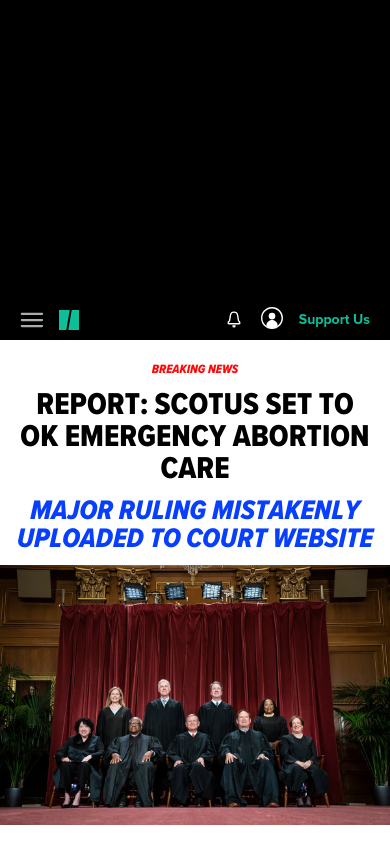 Support Us
BREAKING NEWS
REPORT: SCOTUS SET TO
OK EMERGENCY ABORTION
CARE
MAJOR RULING MISTAKENLY
UPLOADED TO COURT WEBSITE